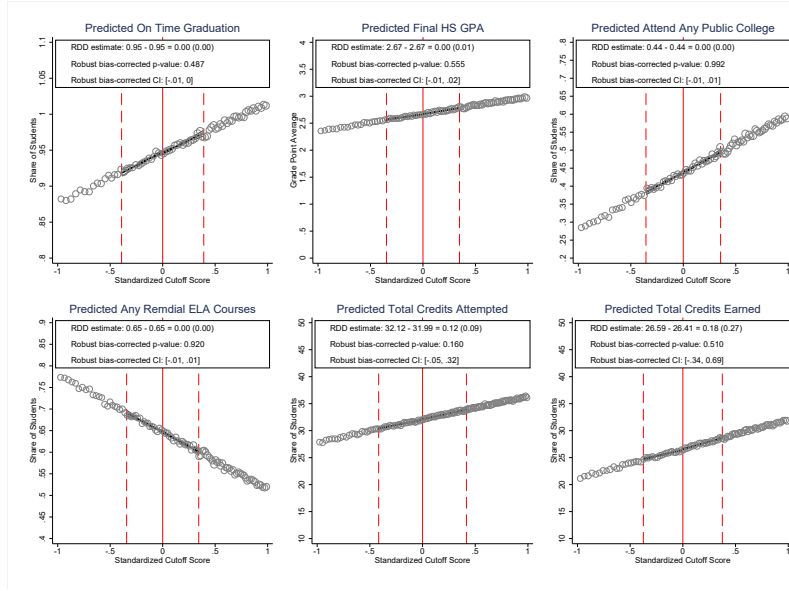 Predicted On Time Graduation
RDD estimate: 0.95 - 0.95 = 0.00 (0.00)
Robust bias-corrected p-value: 0.487
Robust bias-corrected CI: [-.01, 0]
Share of Students
.8 .85 .9 .95 1 1.05 1.1
-1 -.5 0 .5 1
Standardized Cutoff Score
Predicted Final HS GPA
RDD estimate: 2.67 - 2.67 = 0.00 (0.01)
Robust bias-corrected p-value: 0.555
Robust bias-corrected CI: [-.01, .02]
Grade Point Average
0 .5 1 1.5 2 2.5 3 3.5 4
-1 -.5 0 .5 1
Standardized Cutoff Score
Predicted Attend Any Public College
RDD estimate: 0.44 - 0.44 = 0.00 (0.00)
Robust bias-corrected p-value: 0.992
Robust bias-corrected CI: [-.01, .01]
Share of Students
.2 .25 .3 .35 .4 .45 .5 .55 .6 .65 .7 .75 .8
-1 -.5 0 .5 1
Standardized Cutoff Score
Predicted Any Remdial ELA Courses
RDD estimate: 0.65 - 0.65 = 0.00 (0.00)
Robust bias-corrected p-value: 0.920
Robust bias-corrected CI: [-.01, .01]
Share of Students
.4 .45 .5 .55 .6 .65 .7 .75 .8 .85 .9
-1 -.5 0 .5 1
Standardized Cutoff Score
Predicted Total Credits Attempted
RDD estimate: 32.12 - 31.99 = 0.12 (0.09)
Robust bias-corrected p-value: 0.160
Robust bias-corrected CI: [-.05, .32]
Share of Students
10 15 20 25 30 35 40 45 50
-1 -.5 0 .5 1
Standardized Cutoff Score
Predicted Total Credits Earned
RDD estimate: 26.59 - 26.41 = 0.18 (0.27)
Robust bias-corrected p-value: 0.510
Robust bias-corrected CI: [-.34, 0.69]
Share of Students
10 15 20 25 30 35 40 45 50
-1 -.5 0 .5 1
Standardized Cutoff Score